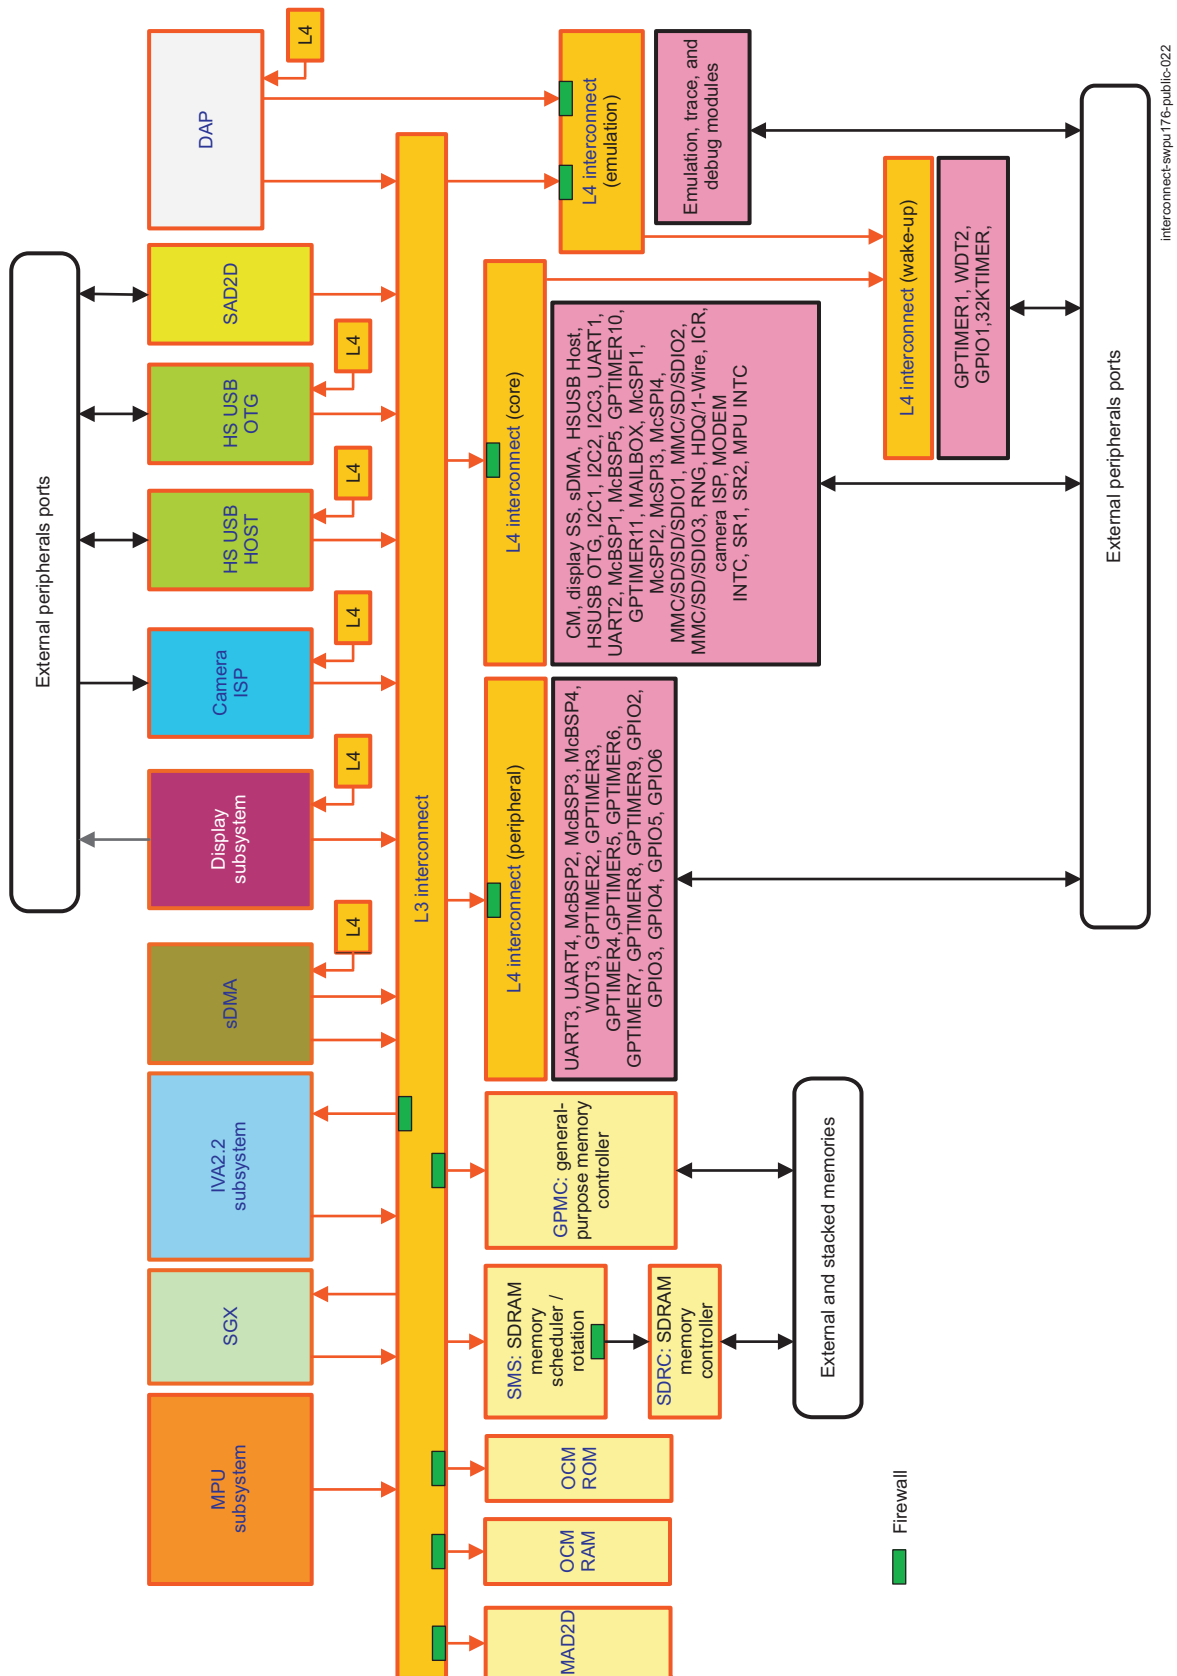 External peripherals ports
MPU
subsystem
SGX
IVA2.2
subsystem
sDMA
L4
Display
subsystem
L4
Camera
ISP
L4
HS USB
HOST
L4
HS USB
OTG
L4
SAD2D
DAP
L4
L3 interconnect
MAD2D
OCM
RAM
OCM
ROM
SMS: SDRAM
memory
scheduler /
rotation
SDRC: SDRAM
memory
controller
GPMC: general-
purpose memory
controller
External and stacked memories
L4 interconnect (peripheral)
UART3, UART4, McBSP2, McBSP3, McBSP4,
WDT3, GPTIMER2, GPTIMER3,
GPTIMER4,GPTIMER5, GPTIMER6,
GPTIMER7, GPTIMER8, GPTIMER9, GPIO2,
GPIO3, GPIO4, GPIO5, GPIO6
L4 interconnect (core)
CM, display SS, sDMA, HSUSB Host,
HSUSB OTG, I2C1, I2C2, I2C3, UART1,
UART2, McBSP1, McBSP5, GPTIMER10,
GPTIMER11, MAILBOX, McSPI1,
McSPI2, McSPI3, McSPI4,
MMC/SD/SDIO1, MMC/SD/SDIO2,
MMC/SD/SDIO3, RNG, HDQ/1-Wire, ICR,
camera ISP, MODEM
INTC, SR1, SR2, MPU INTC
L4 interconnect
(emulation)
Emulation, trace, and
debug modules
L4 interconnect (wake-up)
GPTIMER1, WDT2,
GPIO1,32KTIMER,
External peripherals ports
Firewall
interconnect-swpu176-public-022